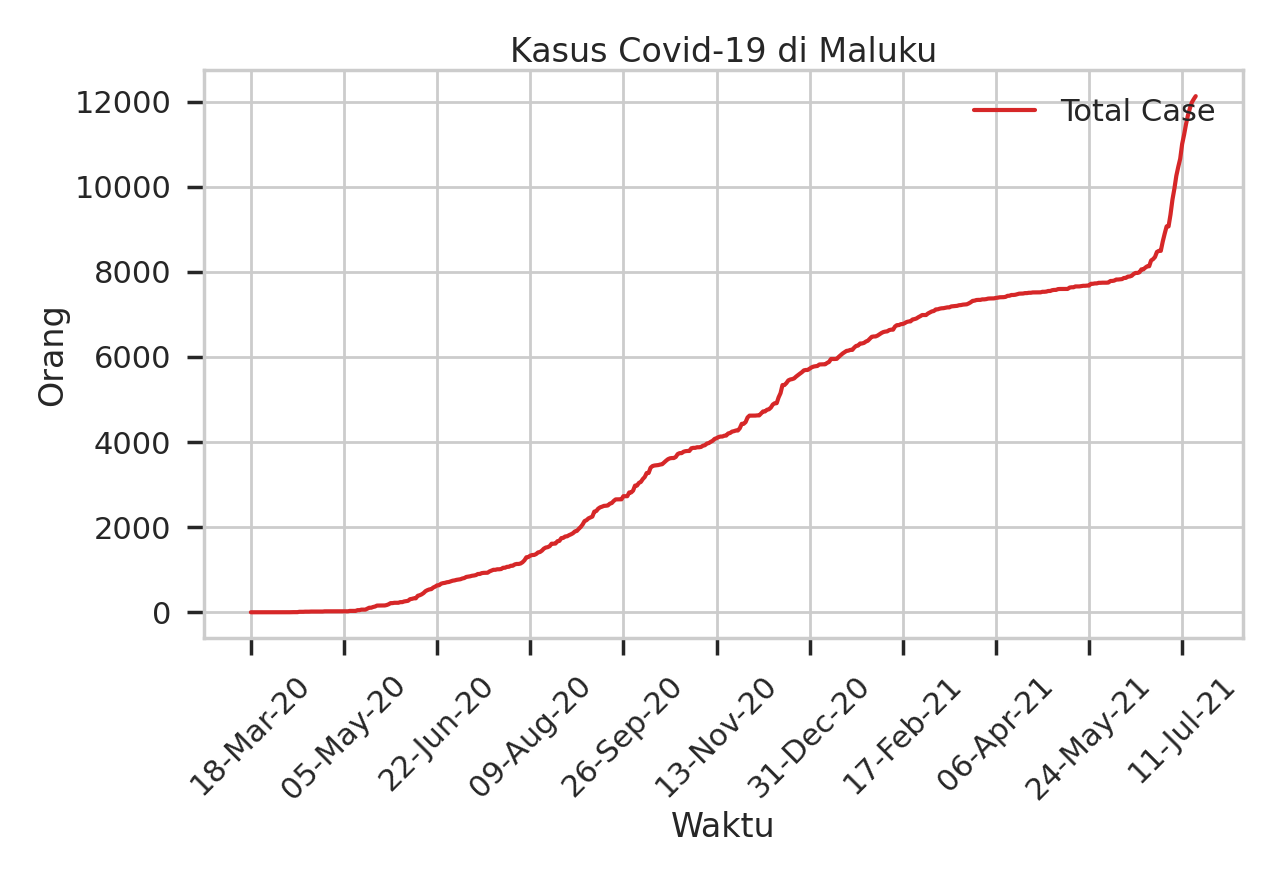 Kasus Covid-19 di Maluku
Total Case
Orang
12000
10000
8000
6000
4000
2000
0
18-Mar-20
05-May-20
22-Jun-20
09-Aug-20
26-Sep-20
13-Nov-20
31-Dec-20
17-Feb-21
06-Apr-21
24-May-21
11-Jul-21
Waktu